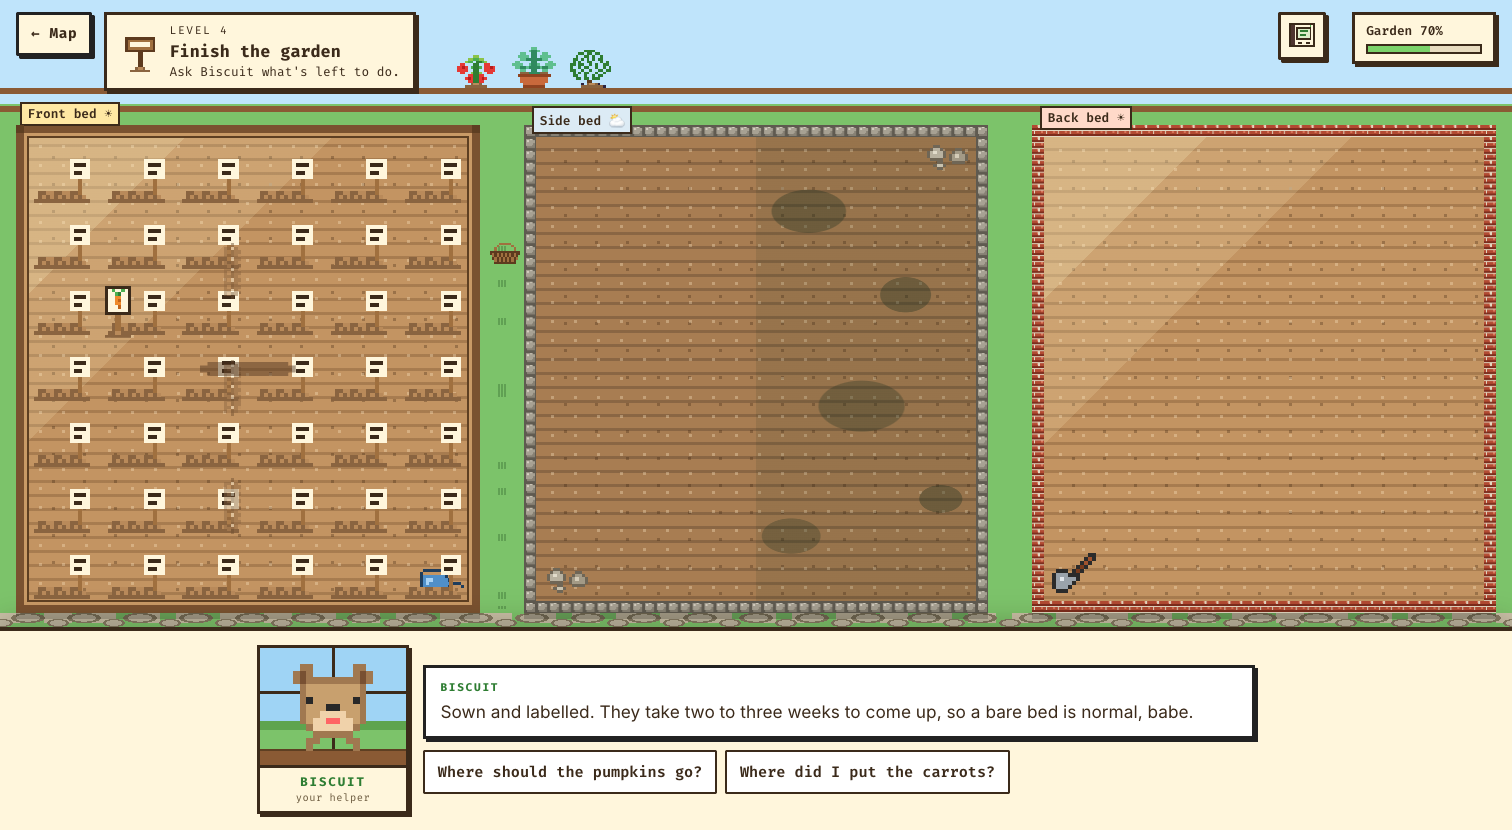 ← Map
LEVEL 4
Finish the garden
Ask Biscuit what's left to do.
Garden 70%
Front bed ☀
Side bed ⛅
Back bed ☀
BISCUIT
your helper
BISCUIT
Sown and labelled. They take two to three weeks to come up, so a bare bed is normal, babe.
Where should the pumpkins go?
Where did I put the carrots?